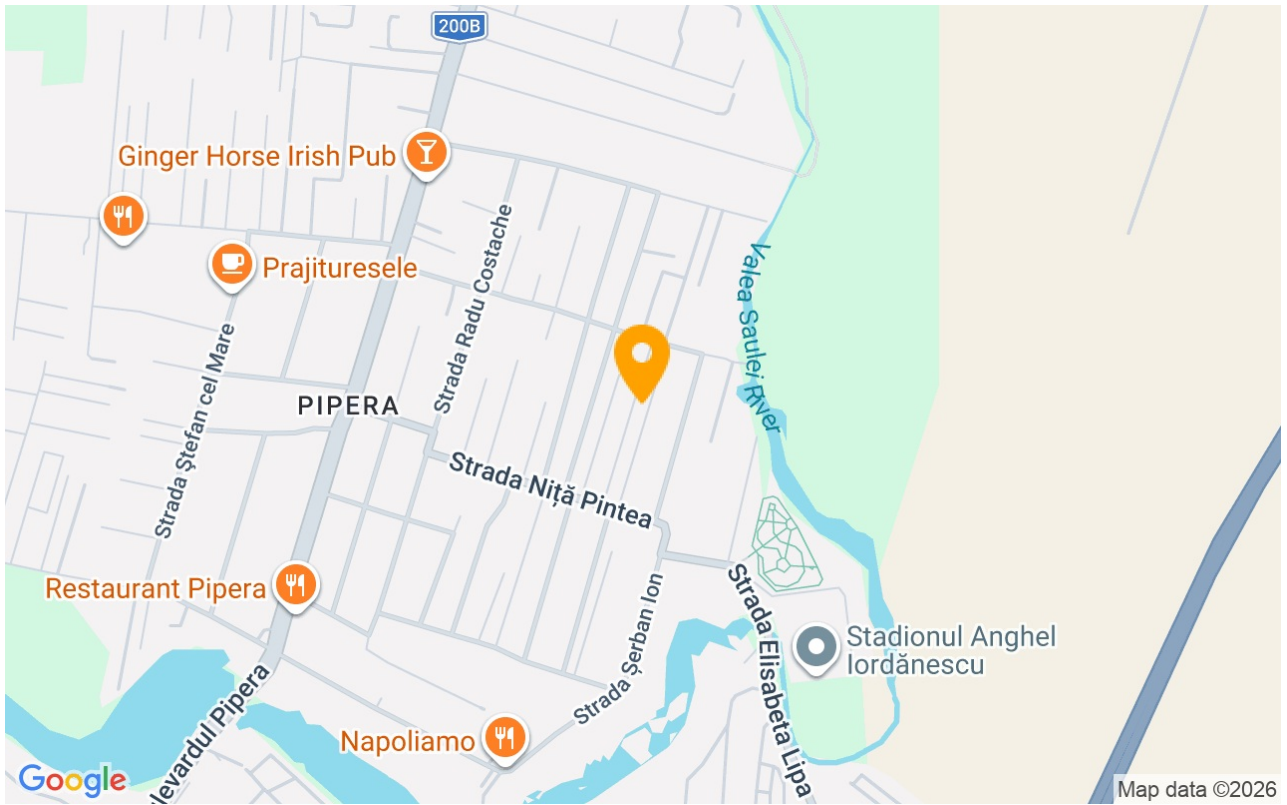 200B
Ginger Horse Irish Pub
Prajituresele
Strada Radu Costache
Valea Saulei River
Strada Ștefan cel Mare
PIPERA
Strada Niță Pintea
Restaurant Pipera
Strada Șerban Ion
Strada Elisabeta Lipa
Stadionul Anghel
Iordănescu
levardul Pipera
Napoliamo
Google
Map data ©2026